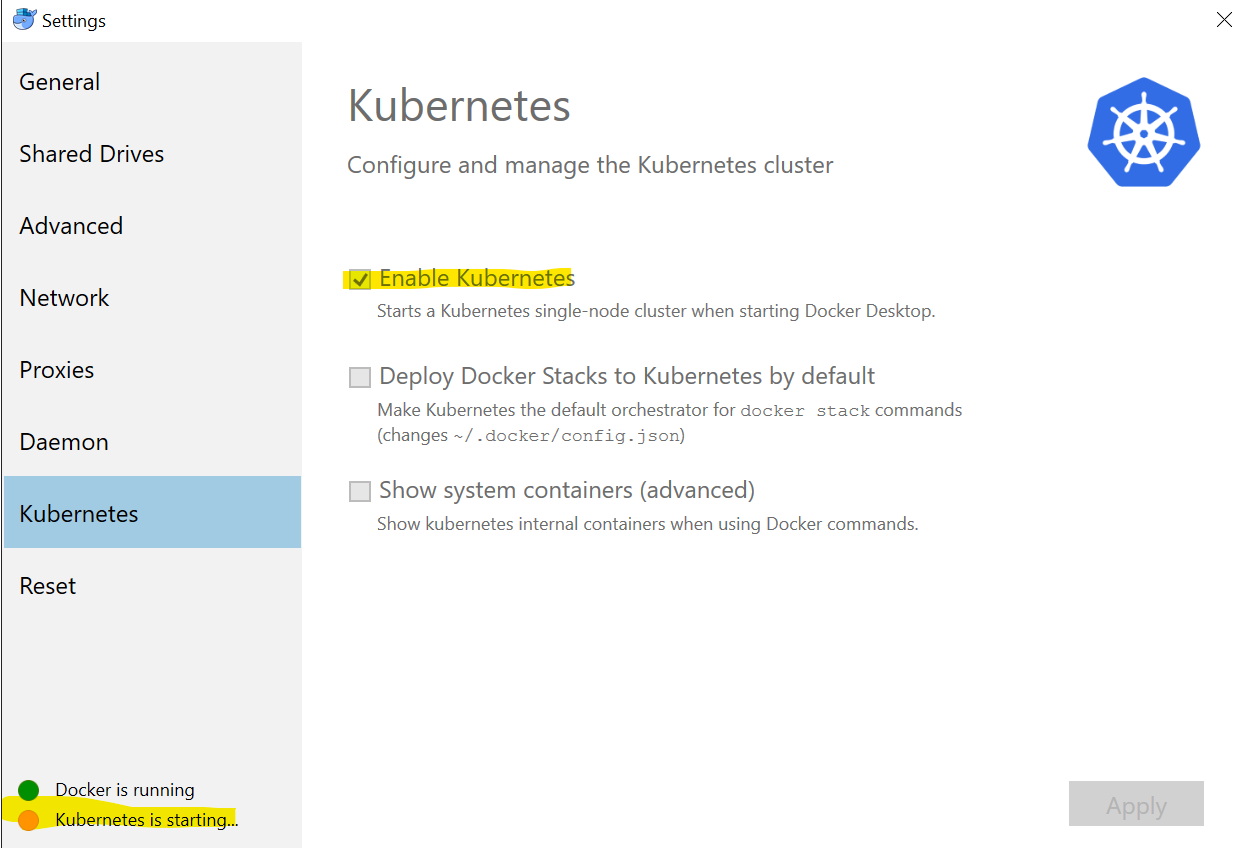 Settings
General
Shared Drives
Advanced
Network
Proxies
Daemon
Kubernetes
Reset
Docker is running
Kubernetes is starting...
Kubernetes
Configure and manage the Kubernetes cluster
Enable Kubernetes
Starts a Kubernetes single-node cluster when starting Docker Desktop.
Deploy Docker Stacks to Kubernetes by default
Make Kubernetes the default orchestrator for docker stack commands
(changes ~/.docker/config.json)
Show system containers (advanced)
Show kubernetes internal containers when using Docker commands.
Apply